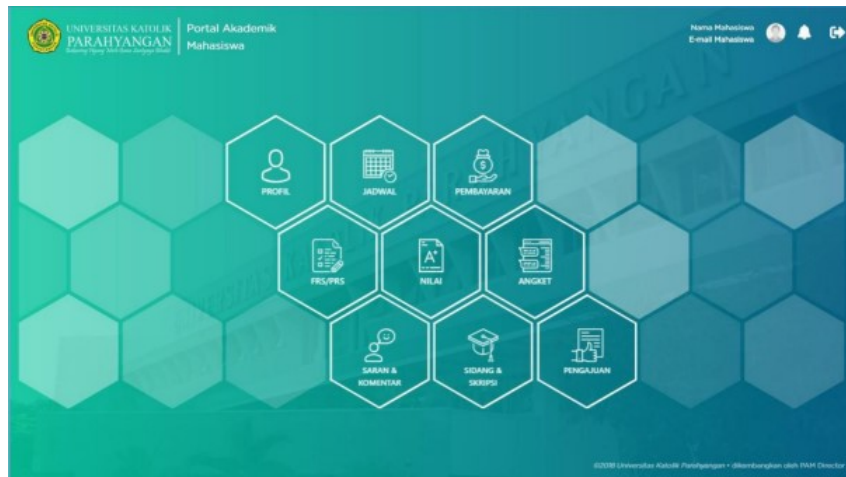 UNIVERSITAS KATOLIK
PARAHYANGAN
Portal Akademik
Mahasiswa
Nama Mahasiswa
E-mail Mahasiswa
PROFIL
JADWAL
PEMBAYARAN
FRS/PRS
A+
NILAI
ANGKET
SARAN &
KOMENTAR
SIDANG &
SKRIPSI
PENGAJUAN
©2018 Universitas Katolik Parahyangan • dikembangkan oleh PAM Director